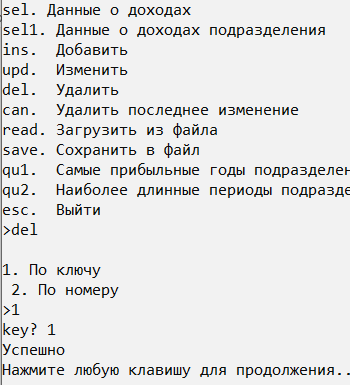 sel. Данные о доходах
sel1. Данные о доходах подразделения
ins.  Добавить
upd.  Изменить
del.  Удалить
can.  Удалить последнее изменение
read. Загрузить из файла
save. Сохранить в файл
qu1.  Самые прибыльные годы
qu2.  Наиболее длинные периоды
esc.  Выйти
>del

1. По ключу
 2. По номеру
>1
key? 1
Успешно
Нажмите любую клавишу для продолжения..